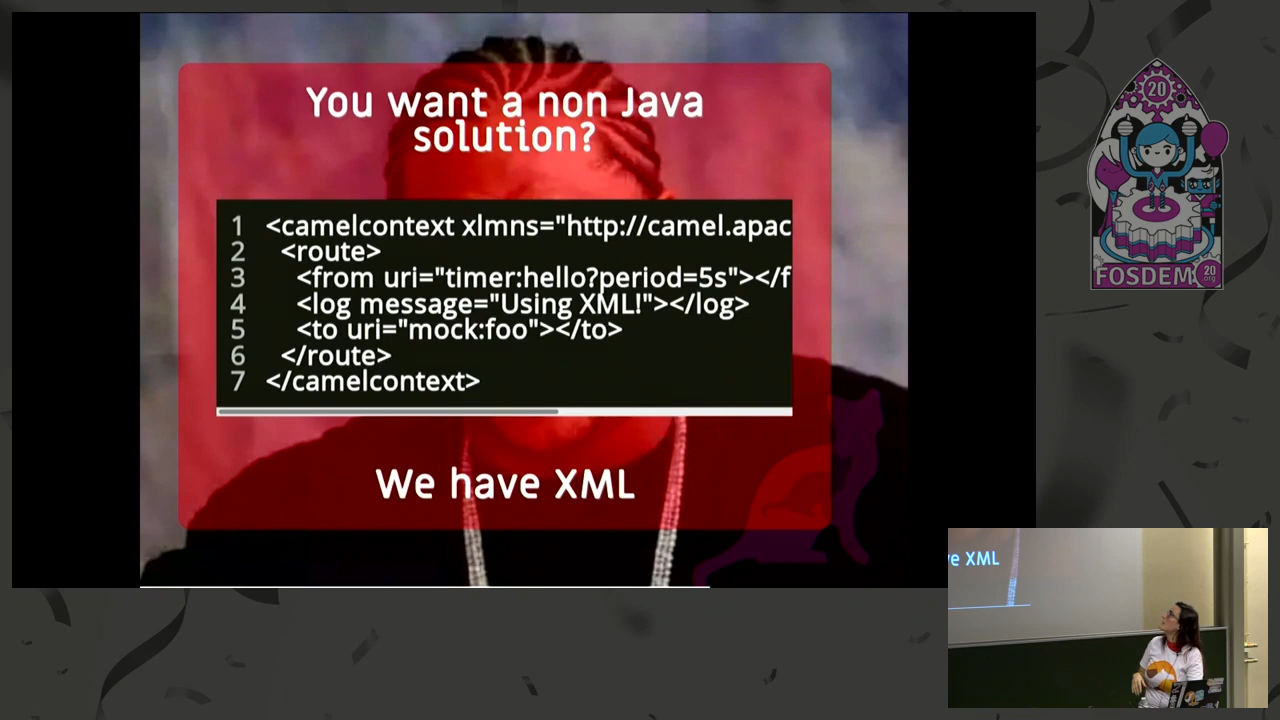 You want a non Java
solution?
1 <camelcontext xlmns="http://camel.apac
2 <route>
3 <from uri="timer:hello?period=5s"></f
4 <log message="Using XML!"></log>
5 <to uri="mock:foo"></to>
6 </route>
7 </camelcontext>
We have XML
20
FOSDEM
20
.org
e XML